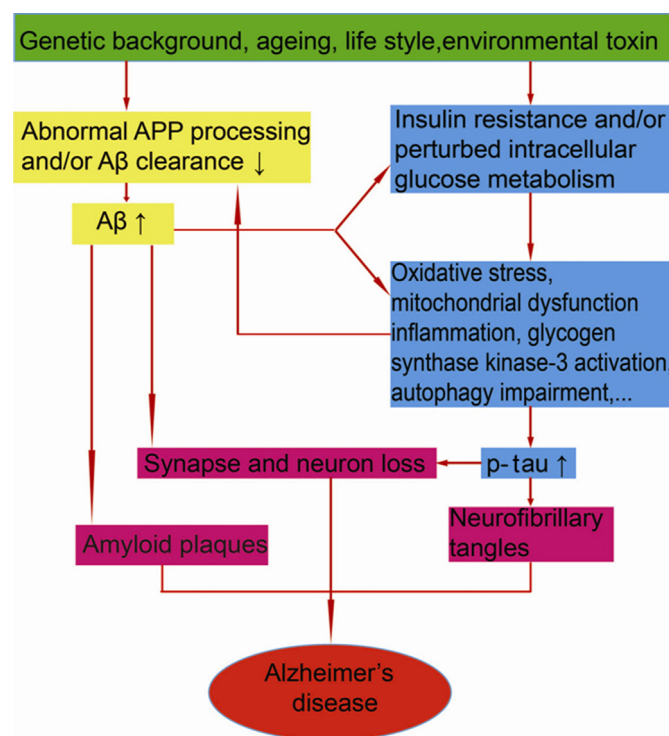 Genetic background, ageing, life style,environmental toxin
Abnormal APP processing
and/or Aβ clearance ↓
Insulin resistance and/or
perturbed intracellular
glucose metabolism
Aβ ↑
Oxidative stress,
mitochondrial dysfunction
inflammation, glycogen
synthase kinase-3 activation,
autophagy impairment,...
Synapse and neuron loss
p-tau ↑
Amyloid plaques
Neurofibrillary
tangles
Alzheimer's
disease